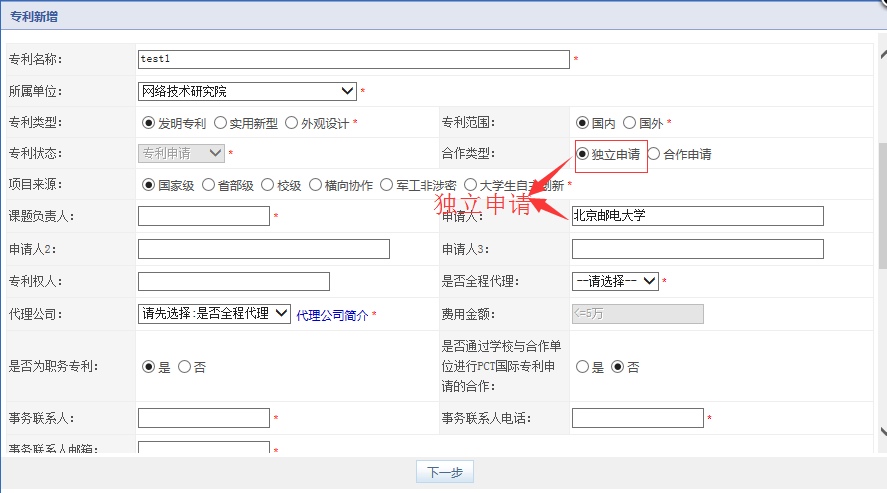 专利新增
专利名称: test1 *
所属单位: 网络技术研究院 *
专利类型: 发明专利 实用新型 外观设计 * 专利范围: 国内 国外 *
专利状态: 专利申请 * 合作类型: 独立申请 合作申请
项目来源: 国家级 省部级 校级 横向协作 军工非涉密 大学生自主创新 *
独立申请
课题负责人: * 申请人: 北京邮电大学
申请人2: 申请人3:
专利权人: 是否全程代理: --请选择-- *
代理公司: 请先选择:是否全程代理 代理公司简介 * 费用金额: <=5万
是否为职务专利: 是 否 是否通过学校与合作单
位进行PCT国际专利申
请的合作: 是 否
事务联系人: * 事务联系人电话: *
事务联系人邮箱: *
下一步